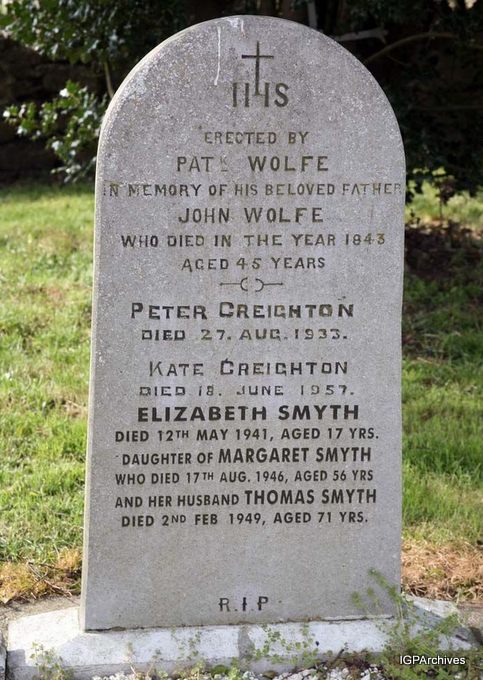 IHS
ERECTED BY
PATK WOLFE
IN MEMORY OF HIS BELOVED FATHER
JOHN WOLFE
WHO DIED IN THE YEAR 1843
AGED 45 YEARS
PETER CREIGHTON
DIED 27. AUG. 1933.
KATE CREIGHTON
DIED 18. JUNE 1957.
ELIZABETH SMYTH
DIED 12TH MAY 1941, AGED 17 YRS.
DAUGHTER OF MARGARET SMYTH
WHO DIED 17TH AUG. 1946, AGED 56 YRS
AND HER HUSBAND THOMAS SMYTH
DIED 2ND FEB 1949, AGED 71 YRS.
R.I.P
IGPArchives